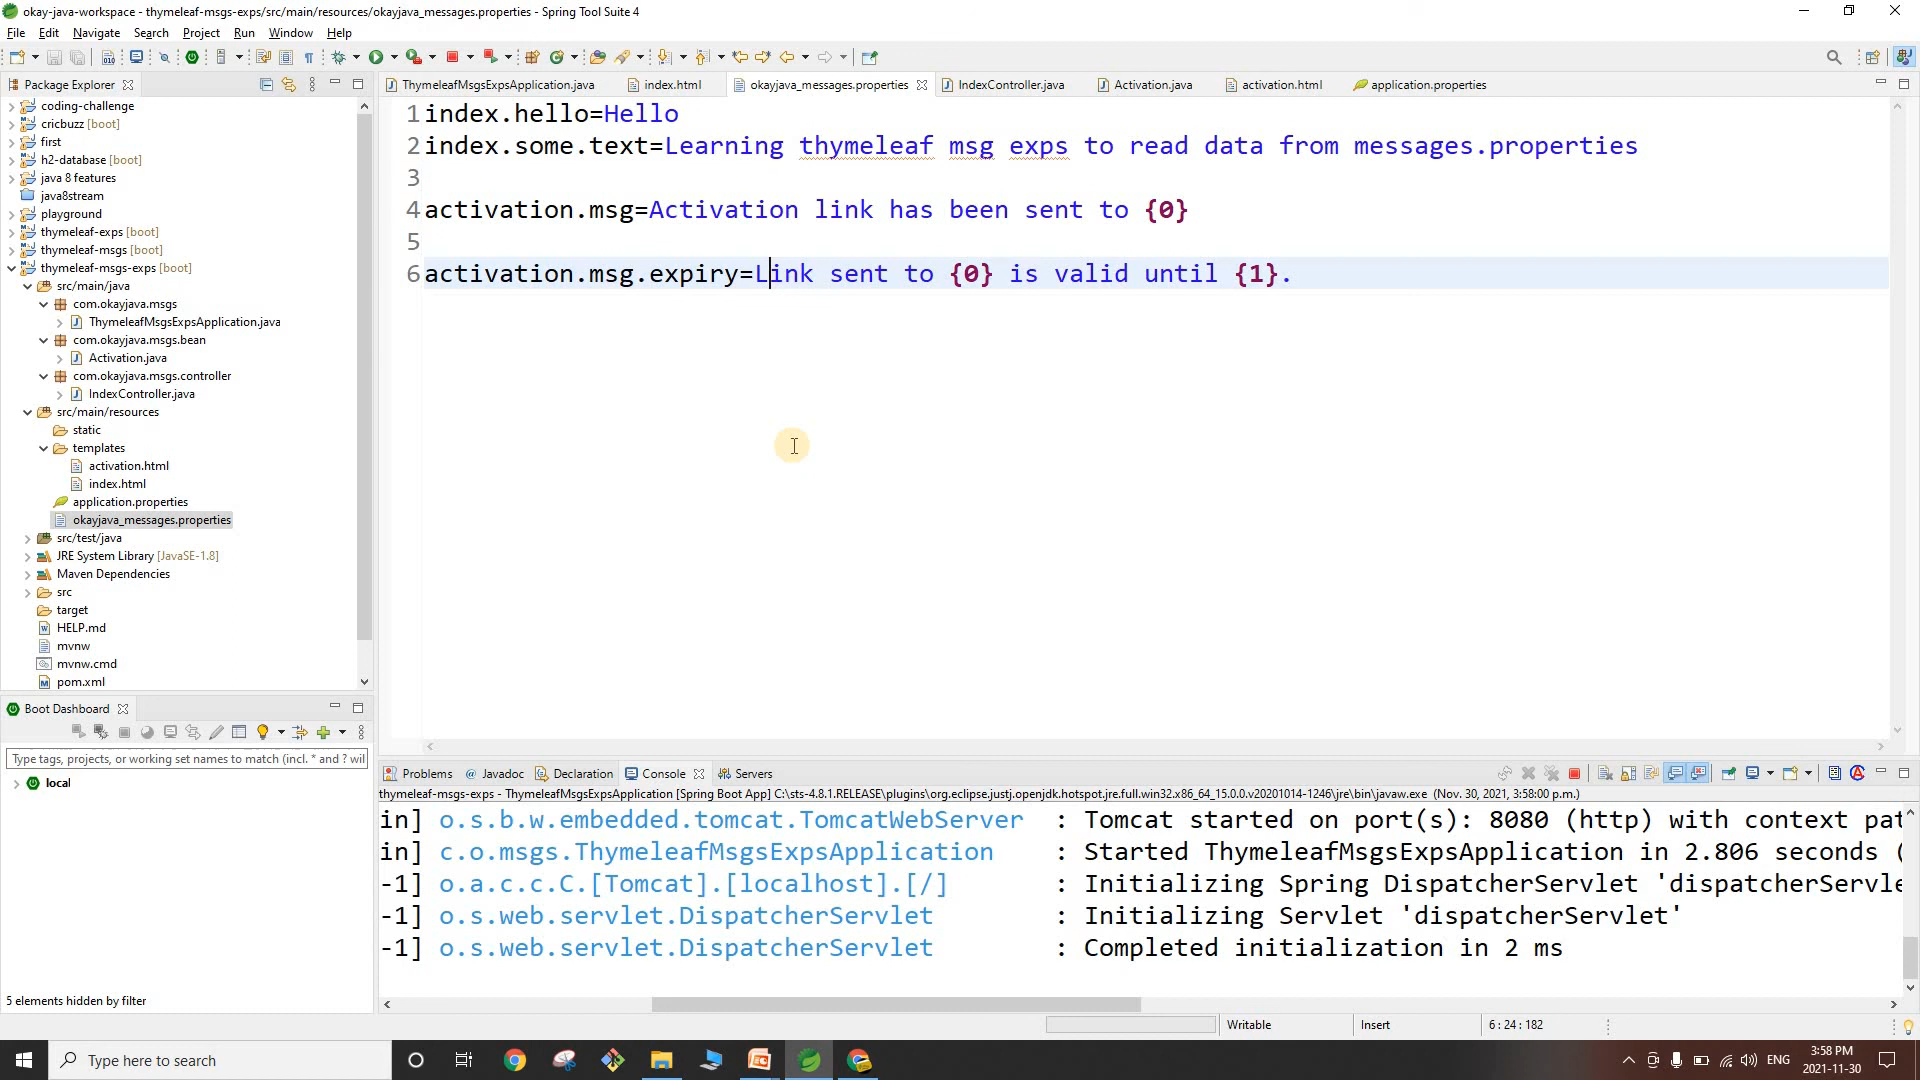 okay-java-workspace - thymeleaf-msgs-exps/src/main/resources/okayjava_messages.properties - Spring Tool Suite 4
File Edit Navigate Search Project Run Window Help
Package Explorer
ThymeleafMsgsExpsApplication.java index.html okayjava_messages.properties IndexController.java Activation.java activation.html application.properties
coding-challenge
cricbuzz [boot]
first
h2-database [boot]
java 8 features
java8stream
playground
thymeleaf-exps [boot]
thymeleaf-msgs [boot]
thymeleaf-msgs-exps [boot]
src/main/java
com.okayjava.msgs
ThymeleafMsgsExpsApplication.java
com.okayjava.msgs.bean
Activation.java
com.okayjava.msgs.controller
IndexController.java
src/main/resources
static
templates
activation.html
index.html
application.properties
okayjava_messages.properties
src/test/java
JRE System Library [JavaSE-1.8]
Maven Dependencies
src
target
HELP.md
mvnw
mvnw.cmd
pom.xml
1 index.hello=Hello
2 index.some.text=Learning thymeleaf msg exps to read data from messages.properties
3
4 activation.msg=Activation link has been sent to {0}
5
6 activation.msg.expiry=Link sent to {0} is valid until {1}.
Boot Dashboard
Type tags, projects, or working set names to match (incl. * and ? wil
local
5 elements hidden by filter
Problems @ Javadoc Declaration Console Servers
thymeleaf-msgs-exps - ThymeleafMsgsExpsApplication [Spring Boot App] C:\sts-4.8.1.RELEASE\plugins\org.eclipse.justj.openjdk.hotspot.jre.full.win32.x86_64_15.0.0.v20201014-1246\jre\bin\javaw.exe (Nov. 30, 2021, 3:58:00 p.m.)
in] o.s.b.w.embedded.tomcat.TomcatWebServer : Tomcat started on port(s): 8080 (http) with context pat
in] c.o.msgs.ThymeleafMsgsExpsApplication : Started ThymeleafMsgsExpsApplication in 2.806 seconds (
-1] o.a.c.c.C.[Tomcat].[localhost].[/] : Initializing Spring DispatcherServlet 'dispatcherServle
-1] o.s.web.servlet.DispatcherServlet : Initializing Servlet 'dispatcherServlet'
-1] o.s.web.servlet.DispatcherServlet : Completed initialization in 2 ms
Writable Insert 6 : 24 : 182
Type here to search
ENG
3:58 PM
2021-11-30